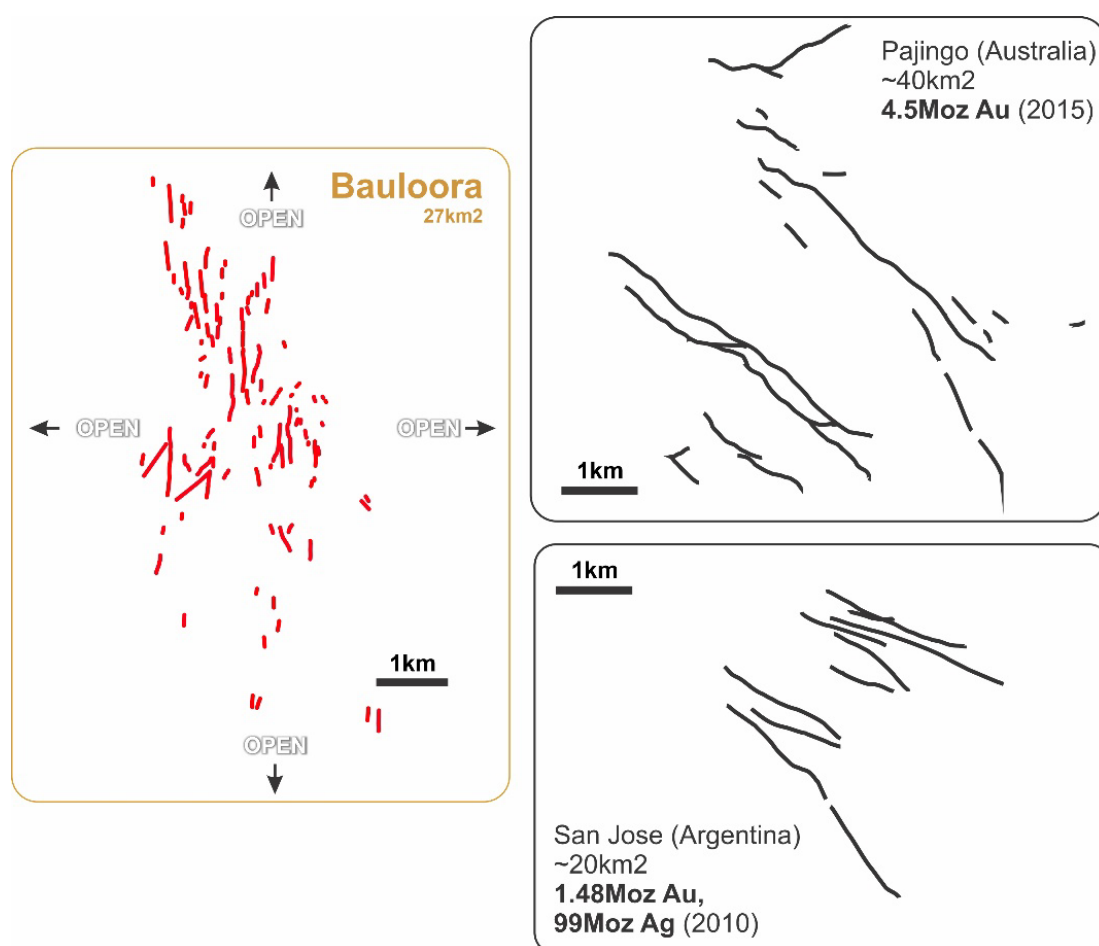 Bauloora
27km2
OPEN
OPEN
OPEN
1km
OPEN
Pajingo (Australia)
~40km2
4.5Moz Au (2015)
1km
1km
San Jose (Argentina)
~20km2
1.48Moz Au,
99Moz Ag (2010)